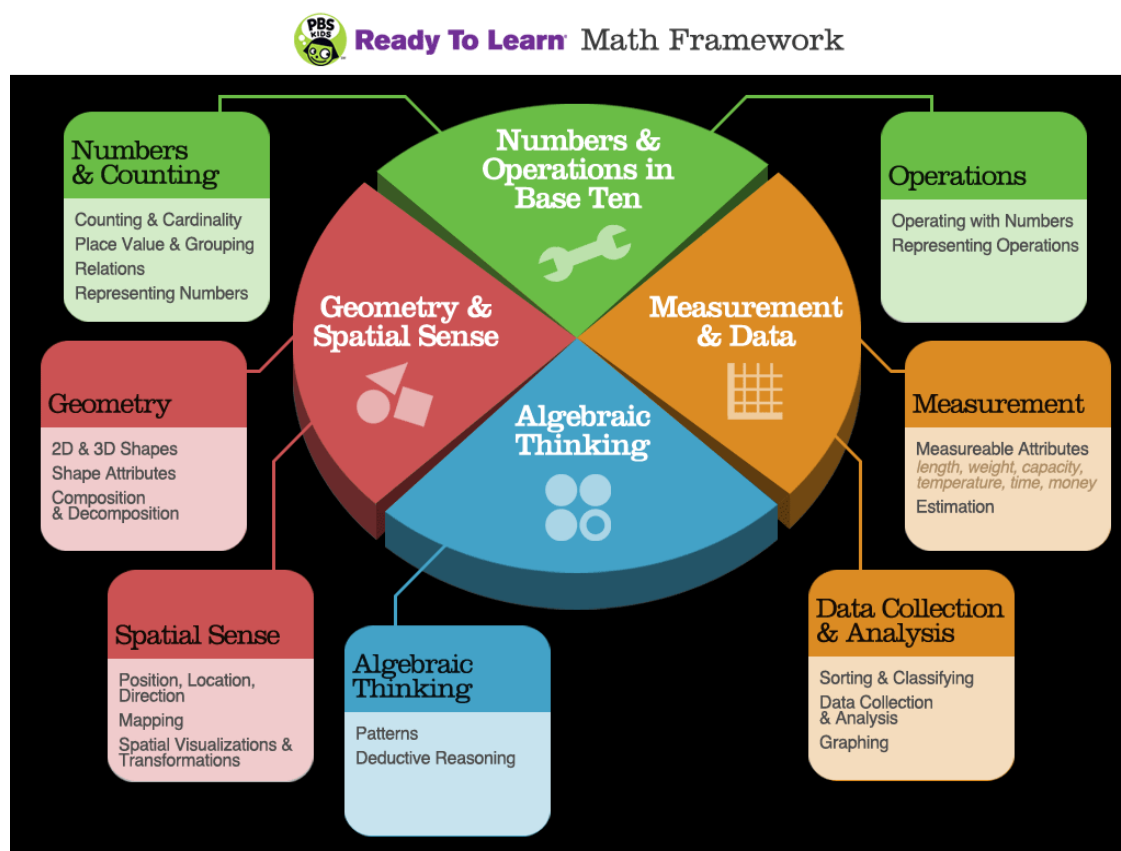 PBS
KIDS
Ready To Learn Math Framework
Numbers
& Counting
Counting & Cardinality
Place Value & Grouping
Relations
Representing Numbers
Numbers &
Operations in
Base Ten
Operations
Operating with Numbers
Representing Operations
Geometry &
Spatial Sense
Measurement
& Data
Algebraic
Thinking
Geometry
2D & 3D Shapes
Shape Attributes
Composition
& Decomposition
Measurement
Measureable Attributes
length, weight, capacity,
temperature, time, money
Estimation
Spatial Sense
Position, Location,
Direction
Mapping
Spatial Visualizations &
Transformations
Algebraic
Thinking
Patterns
Deductive Reasoning
Data Collection
& Analysis
Sorting & Classifying
Data Collection
& Analysis
Graphing